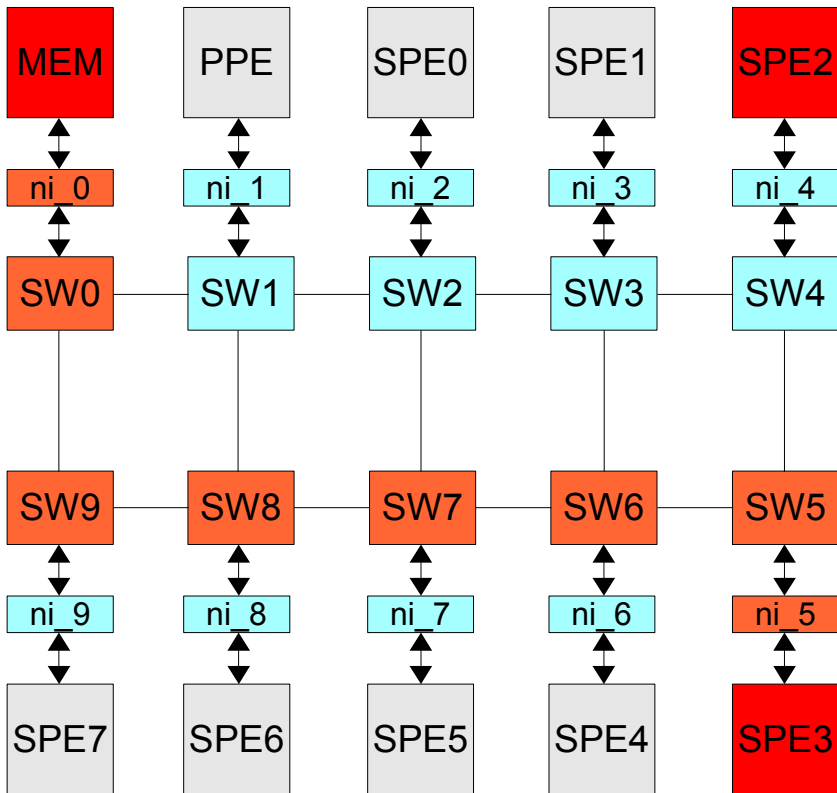 MEM PPE SPE0 SPE1 SPE2
ni_0 ni_1 ni_2 ni_3 ni_4
SW0 SW1 SW2 SW3 SW4
SW9 SW8 SW7 SW6 SW5
ni_9 ni_8 ni_7 ni_6 ni_5
SPE7 SPE6 SPE5 SPE4 SPE3